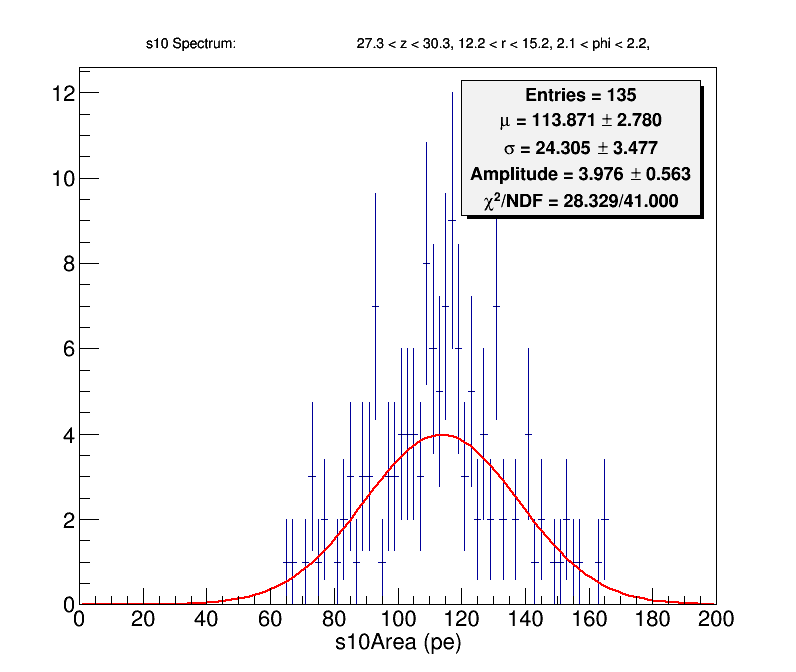 s10 Spectrum: 27.3 < z < 30.3, 12.2 < r < 15.2, 2.1 < phi < 2.2,
Entries = 135
μ = 113.871 ± 2.780
σ = 24.305 ± 3.477
Amplitude = 3.976 ± 0.563
χ²/NDF = 28.329/41.000
12
10
8
6
4
2
0
0 20 40 60 80 100 120 140 160 180 200
s10Area (pe)